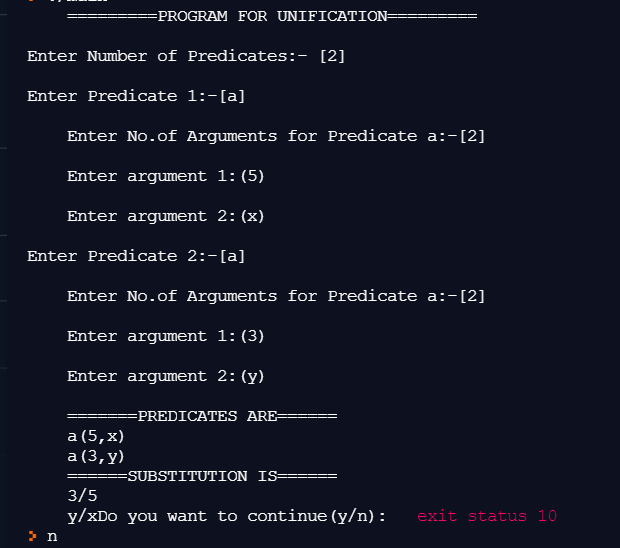 =========PROGRAM FOR UNIFICATION=========
Enter Number of Predicates:- [2]
Enter Predicate 1:-[a]
Enter No.of Arguments for Predicate a:-[2]
Enter argument 1:(5)
Enter argument 2:(x)
Enter Predicate 2:-[a]
Enter No.of Arguments for Predicate a:-[2]
Enter argument 1:(3)
Enter argument 2:(y)
=======PREDICATES ARE======
a(5,x)
a(3,y)
======SUBSTITUTION IS======
3/5
y/xDo you want to continue(y/n):   exit status 10
> n